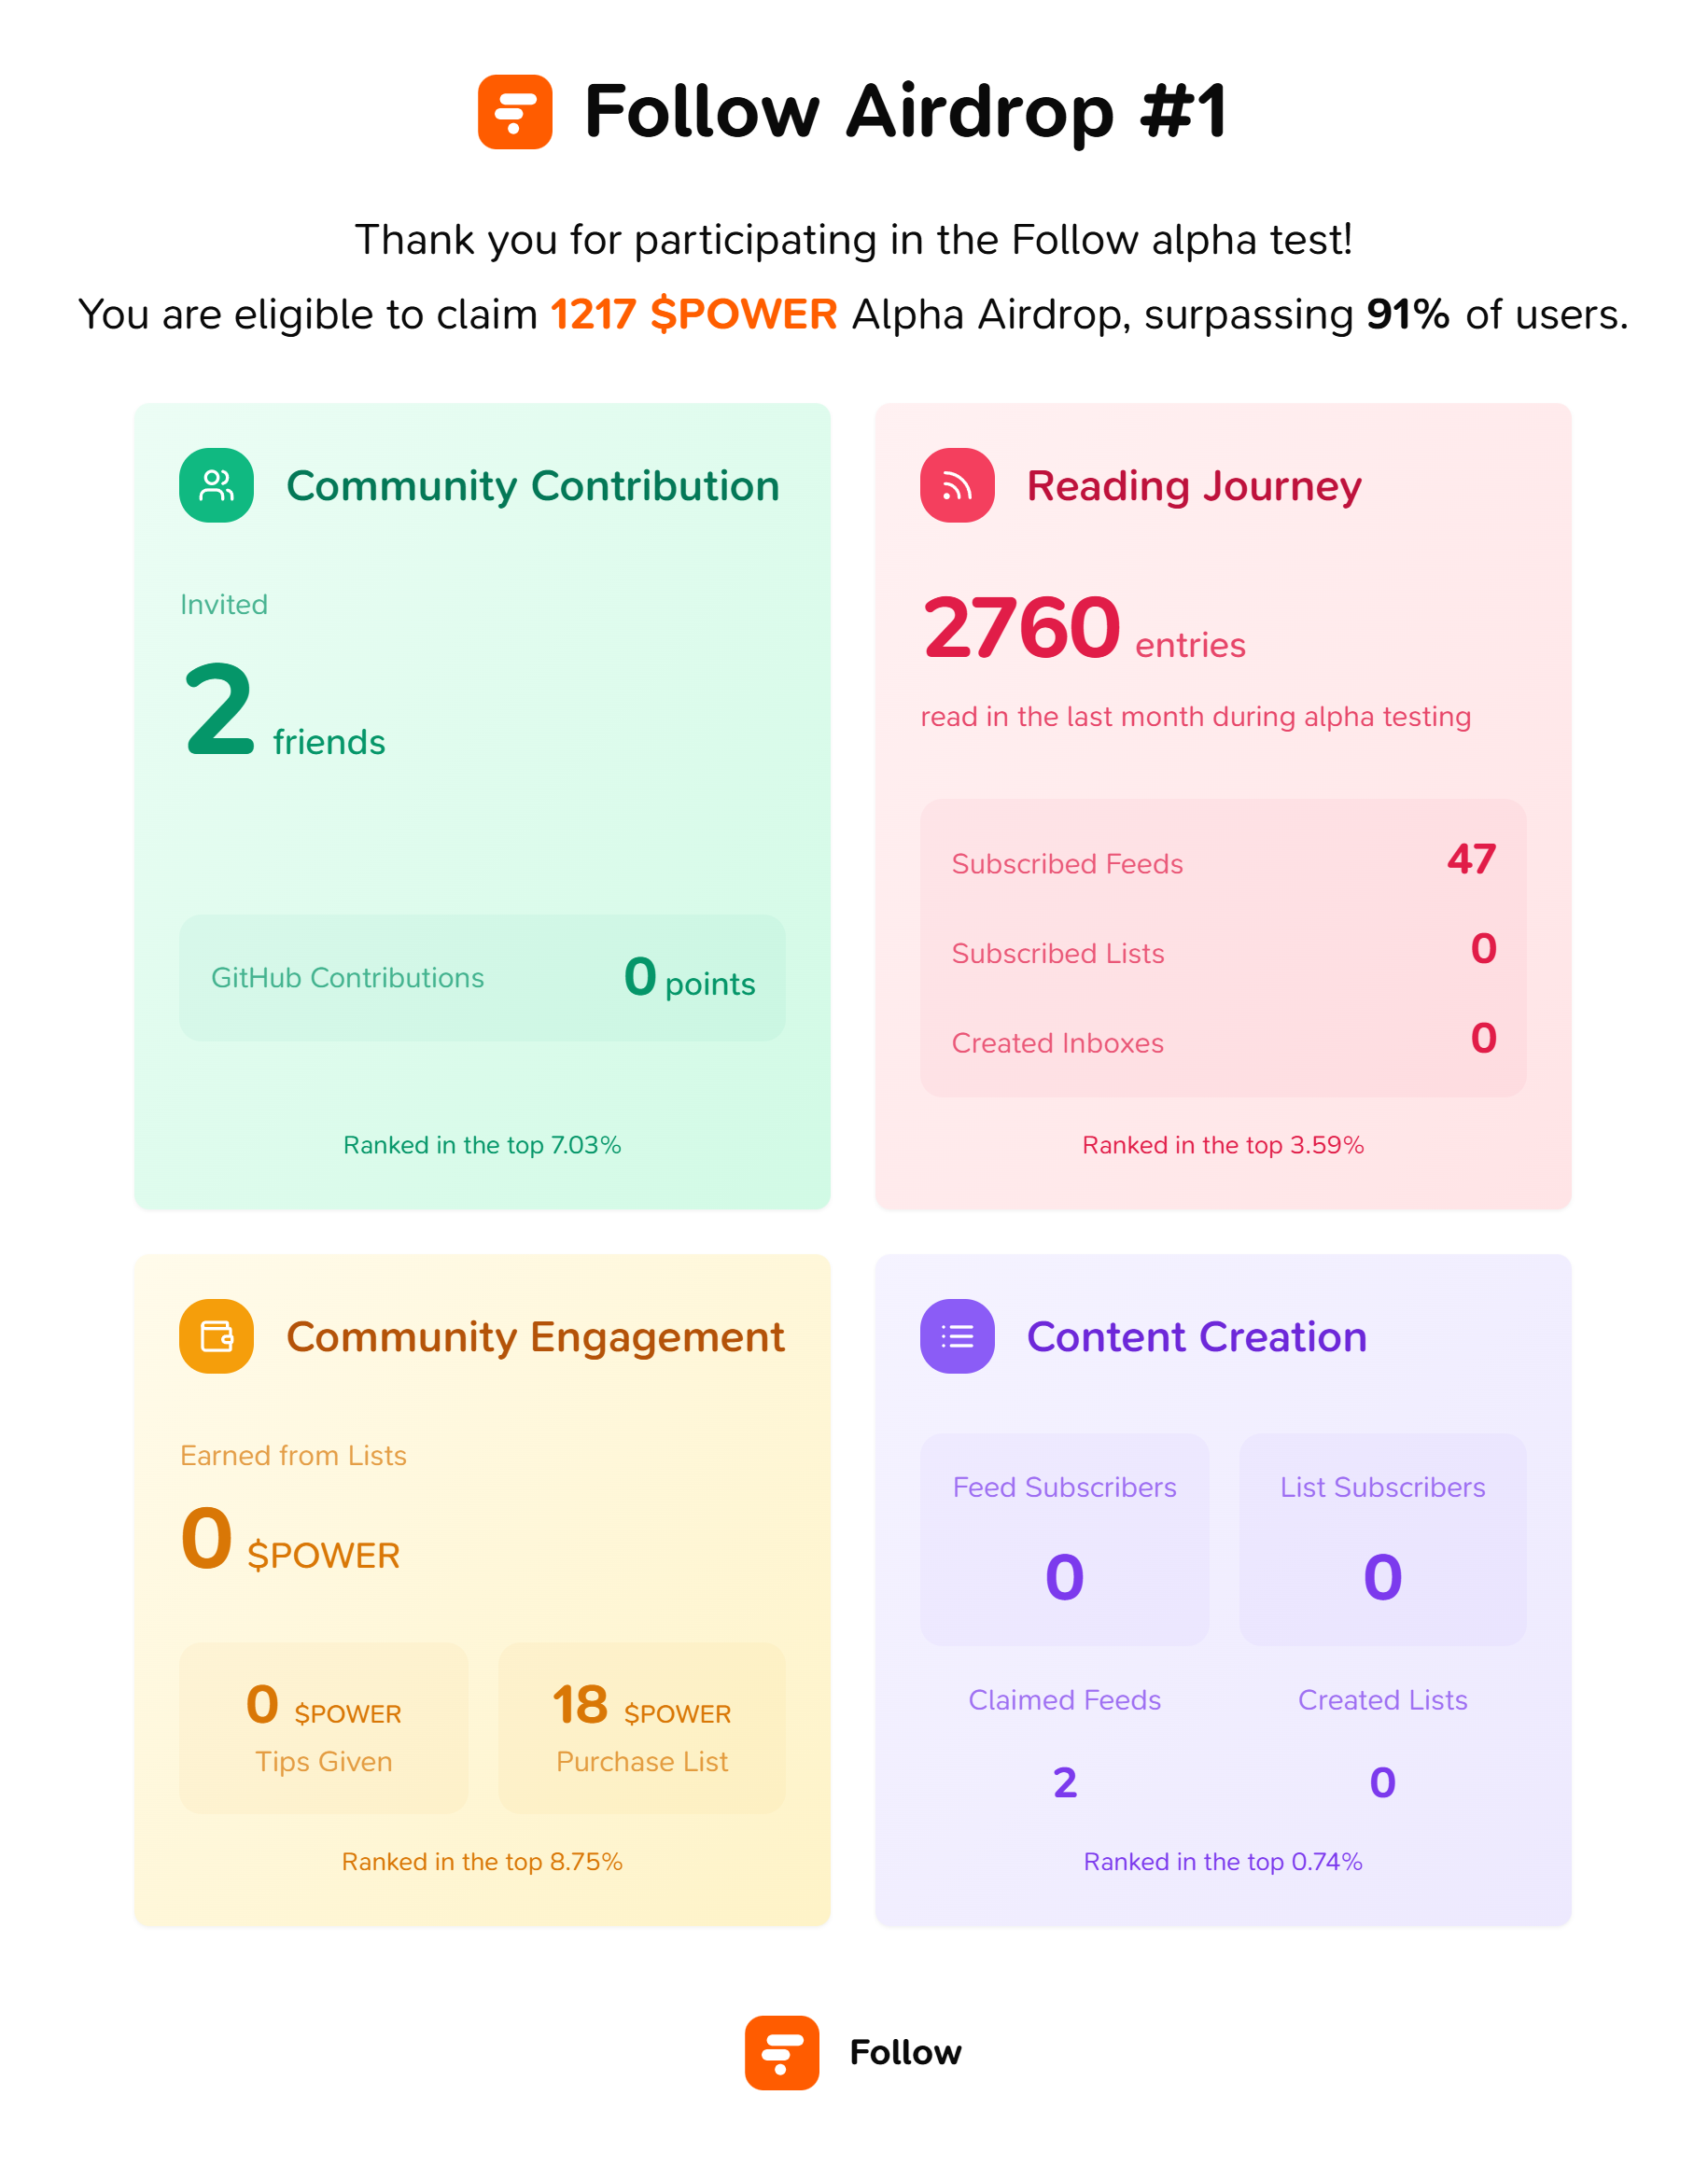 Follow Airdrop #1
Thank you for participating in the Follow alpha test!
You are eligible to claim 1217 $POWER Alpha Airdrop, surpassing 91% of users.
Community Contribution
Invited
2 friends
GitHub Contributions 0 points
Ranked in the top 7.03%
Reading Journey
2760 entries
read in the last month during alpha testing
Subscribed Feeds 47
Subscribed Lists 0
Created Inboxes 0
Ranked in the top 3.59%
Community Engagement
Earned from Lists
0 $POWER
0 $POWER
Tips Given
18 $POWER
Purchase List
Ranked in the top 8.75%
Content Creation
Feed Subscribers
0
List Subscribers
0
Claimed Feeds
2
Created Lists
0
Ranked in the top 0.74%
Follow